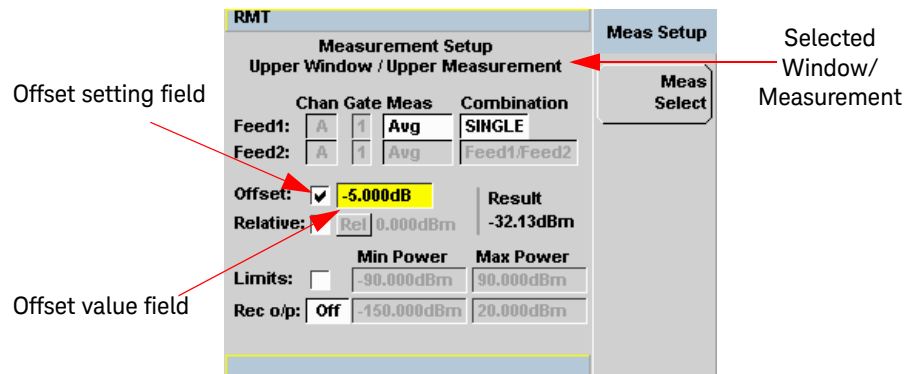 RMT
Meas Setup
Measurement Setup
Upper Window / Upper Measurement
Selected
Window/
Measurement
Meas
Select
Offset setting field
Chan Gate Meas Combination
Feed1: A 1 Avg SINGLE
Feed2: A 1 Avg Feed1/Feed2
Offset: -5.000dB Result
Relative: Rel 0.000dBm -32.13dBm
Min Power Max Power
Limits: -90.000dBm 90.000dBm
Offset value field
Rec o/p: Off -150.000dBm 20.000dBm